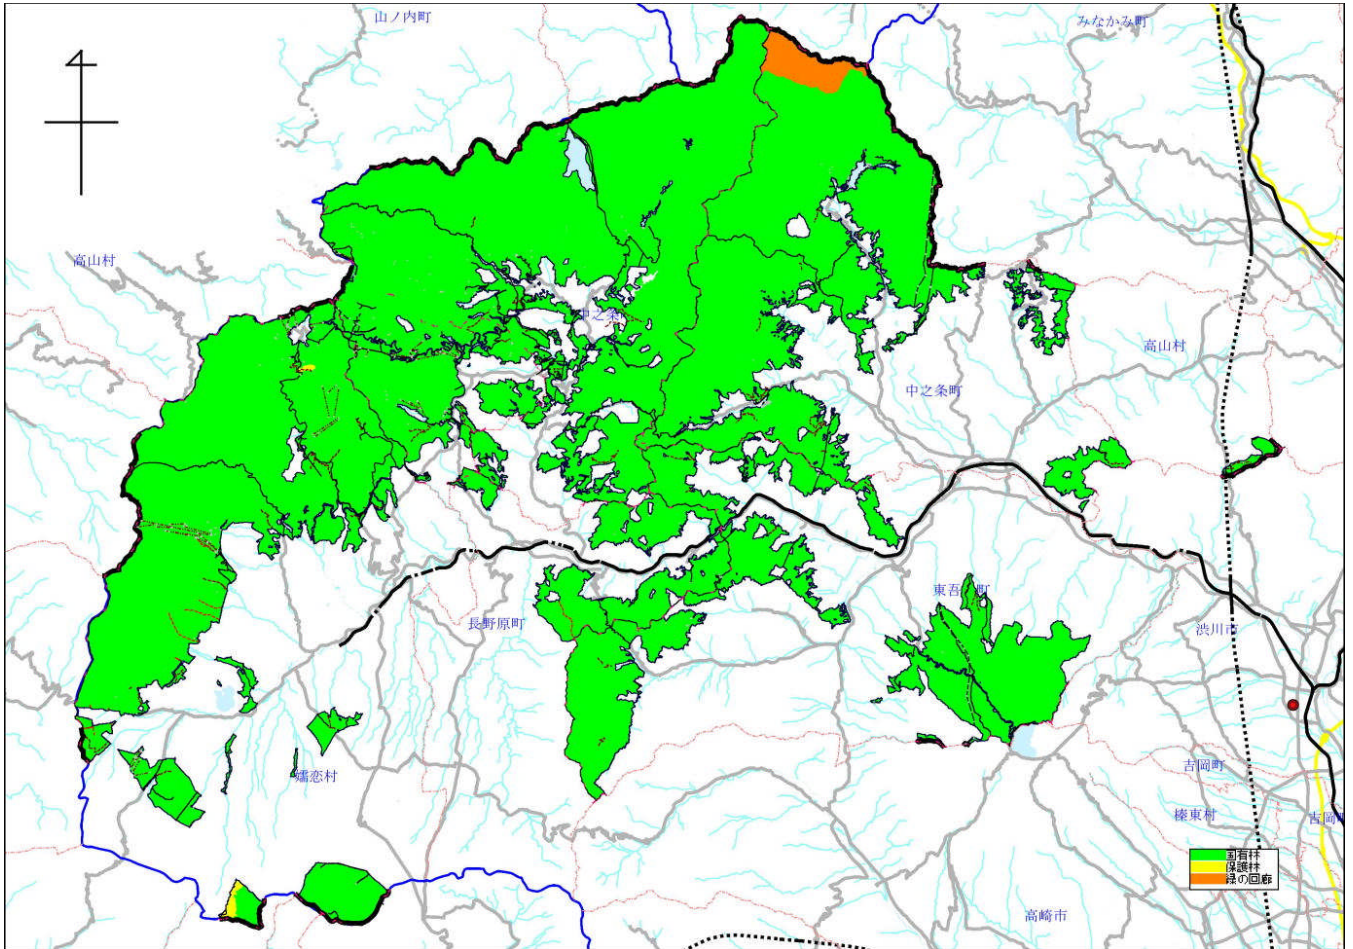 山ノ内町
みなかみ町
高山村
中之条
高山村
中之条町
東吾 町
長野原町
渋川市
嬬恋村
吉岡町
榛東村
吉岡
国有林
保護林
緑の回廊
高崎市